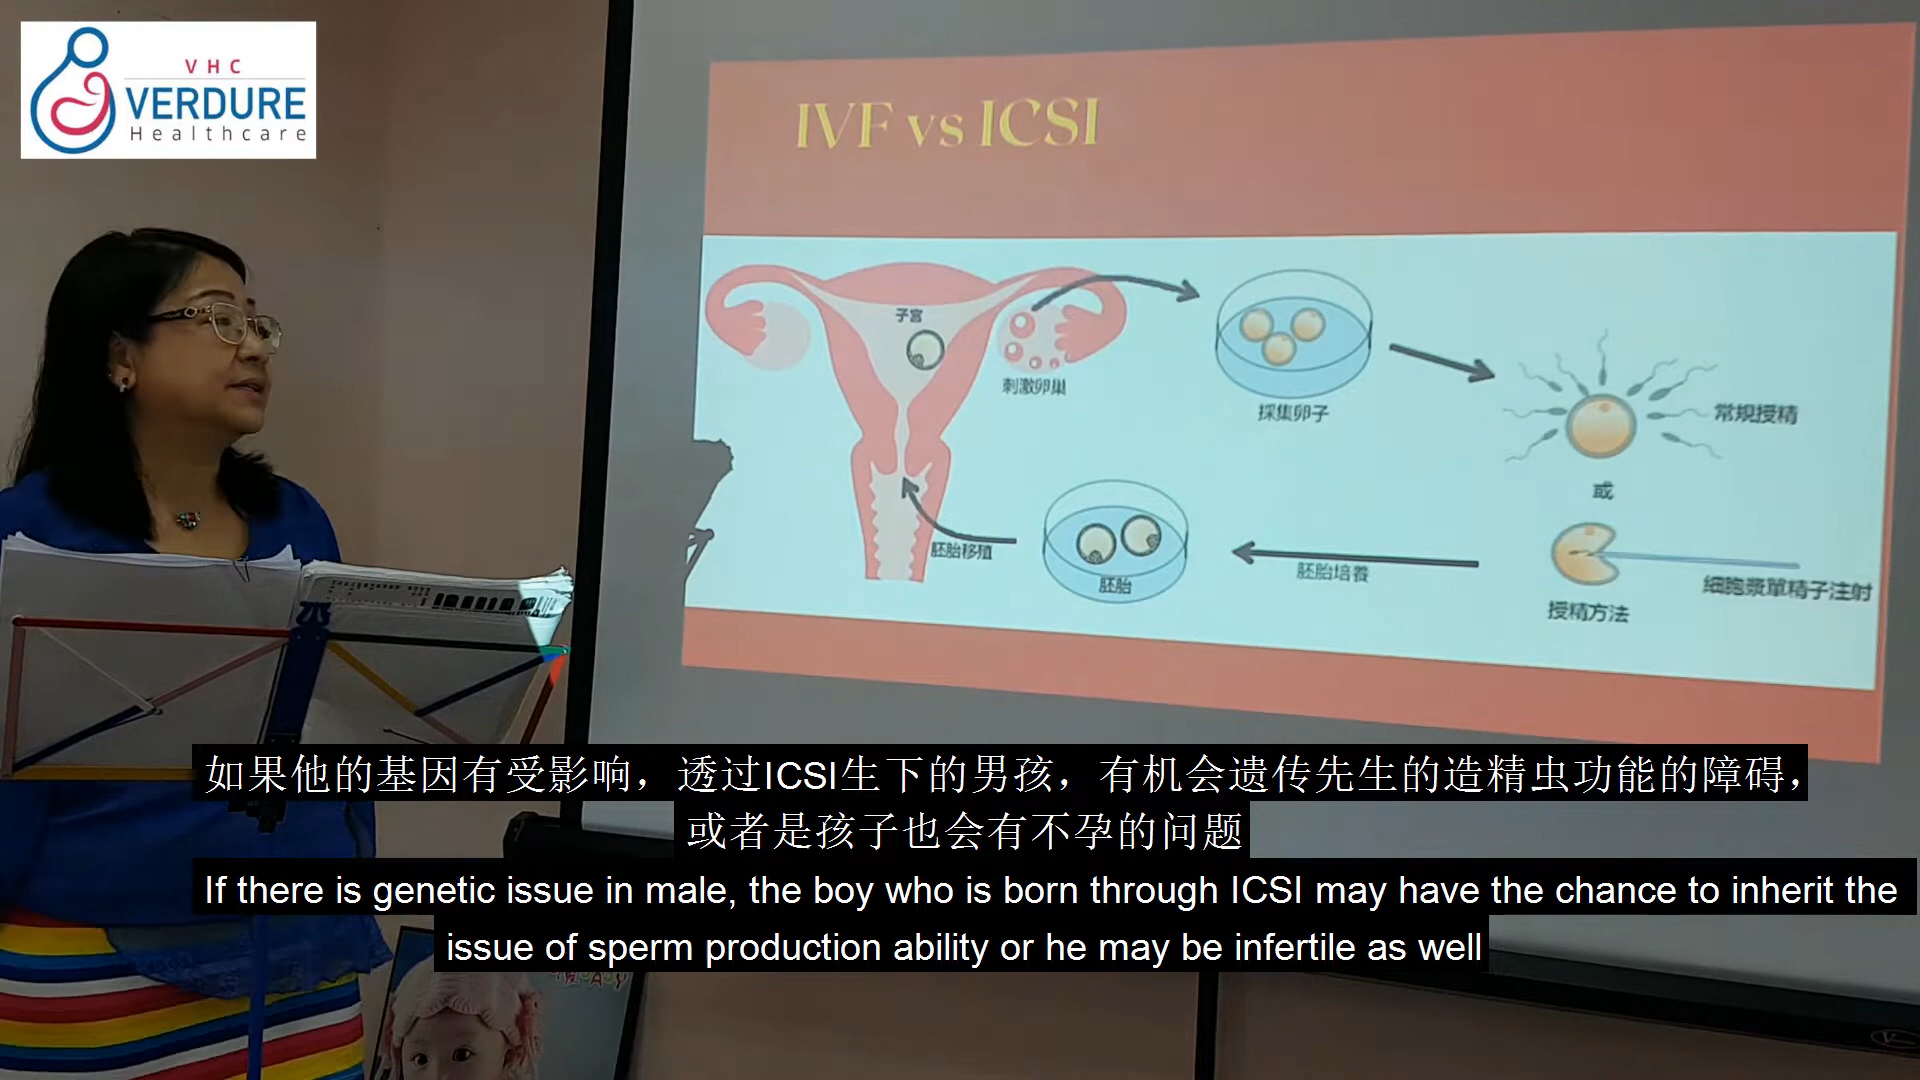 VHC
VERDURE
Healthcare
IVF vs ICSI
子宮
刺激卵巢
採集卵子
常規授精
或
細胞漿單精子注射
授精方法
胚胎培養
胚胎
胚胎移殖
如果他的基因有受影响，透过ICSI生下的男孩，有机会遗传先生的造精虫功能的障碍，
或者是孩子也会有不孕的问题
If there is genetic issue in male, the boy who is born through ICSI may have the chance to inherit the
issue of sperm production ability or he may be infertile as well